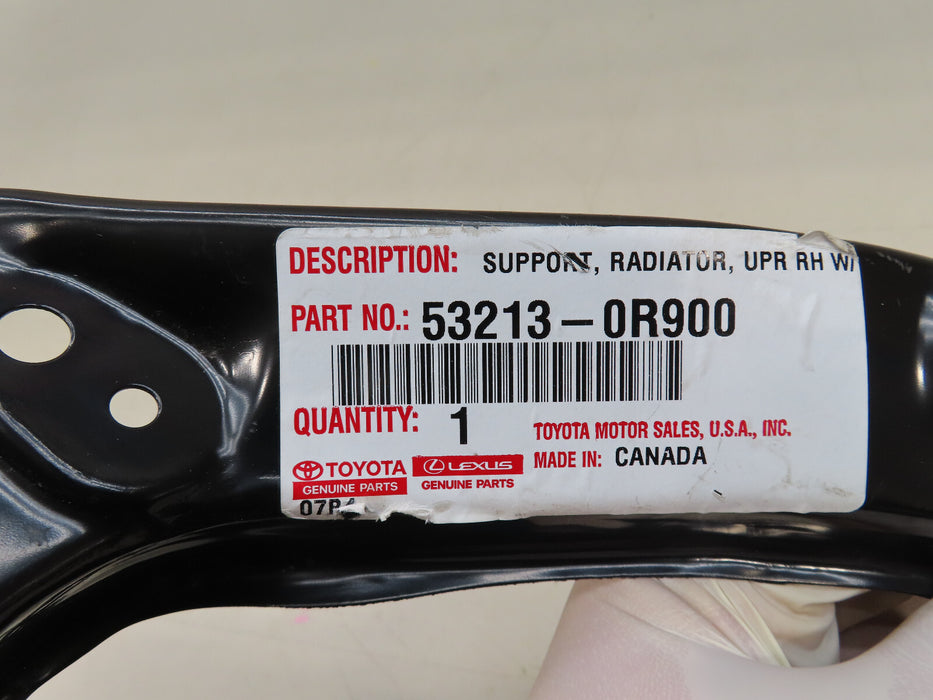 DESCRIPTION: SUPPORT, RADIATOR, UPR RH W/
PART NO.: 53213-0R900
QUANTITY: 1
TOYOTA MOTOR SALES, U.S.A., INC.
MADE IN: CANADA
TOYOTA
GENUINE PARTS
LEXUS
GENUINE PARTS